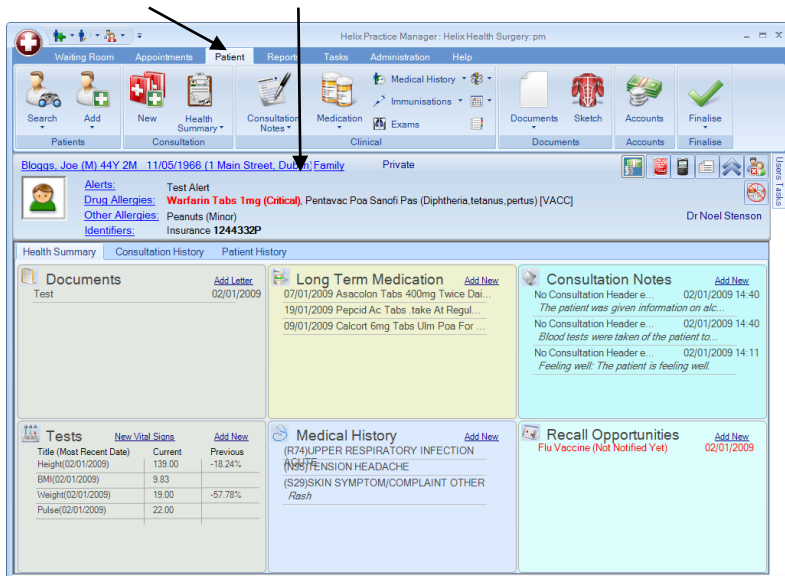 Helix Practice Manager: Helix Health Surgery: pm
Waiting Room Appointments Patient Reports Tasks Administration Help
Search Add New Health Summary Consultation Notes Medication Medical History Immunisations Exams Documents Sketch Accounts Finalise
Patients Consultation Clinical Documents Accounts Finalise
Bloggs, Joe (M) 44Y 2M 11/05/1966 (1 Main Street, Dublin) Family Private
Alerts: Test Alert
Drug Allergies: Warfarin Tabs 1mg (Critical), Pentavac Poa Sanofi Pas (Diphtheria,tetanus,pertus) [VACC]
Other Allergies: Peanuts (Minor) Dr Noel Stenson
Identifiers: Insurance 1244332P
Users Tasks
Health Summary Consultation History Patient History
Documents Add Letter
Test 02/01/2009
Long Term Medication Add New
07/01/2009 Asacolon Tabs 400mg Twice Dai...
19/01/2009 Pepcid Ac Tabs .take At Regul...
09/01/2009 Calcort 6mg Tabs Ulm Poa For ...
Consultation Notes Add New
No Consultation Header e... 02/01/2009 14:40
The patient was given information on alc...
No Consultation Header e... 02/01/2009 14:40
Blood tests were taken of the patient to...
No Consultation Header e... 02/01/2009 14:11
Feeling well: The patient is feeling well.
Tests New Vital Signs Add New
Title (Most Recent Date) Current Previous
Height(02/01/2009) 139.00 -18.24%
BMI(02/01/2009) 9.83
Weight(02/01/2009) 19.00 -57.78%
Pulse(02/01/2009) 22.00
Medical History Add New
(R74)UPPER RESPIRATORY INFECTION
ACUTE
(N95)TENSION HEADACHE
(S29)SKIN SYMPTOM/COMPLAINT OTHER
Rash
Recall Opportunities Add New
Flu Vaccine (Not Notified Yet) 02/01/2009